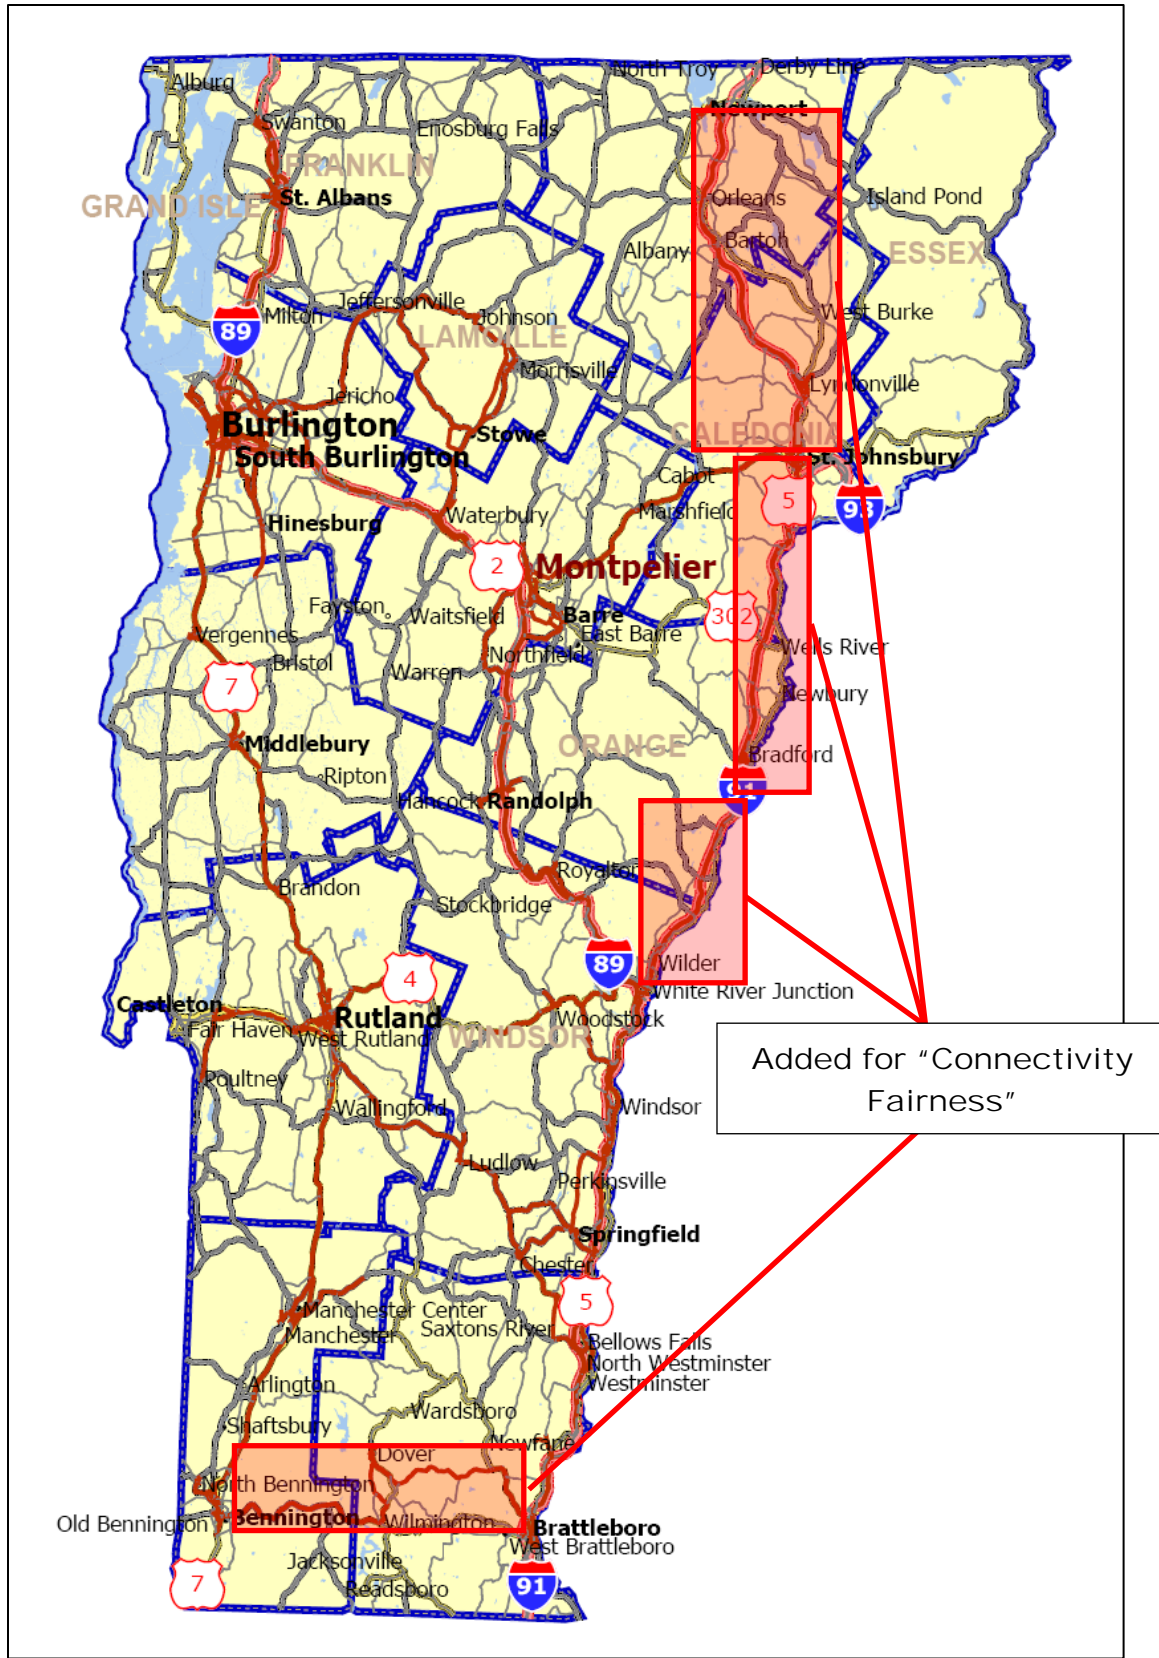 North Troy
Derby Line
Alburg
Newport
Swanton
Enosburg Falls
FRANKLIN
St. Albans
GRAND ISLE
Orleans
Island Pond
Barton
Albany
ESSEX
Jeffersonville
Milton
Johnson
West Burke
89
LAMOILLE
Morrisville
Lyndonville
Jericho
Burlington
Stowe
CALEDONIA
South Burlington
St. Johnsbury
Cabot
5
93
Marshfield
Waterbury
Hinesburg
2
Montpelier
Fayston
Waitsfield
Barre
302
East Barre
Vergennes
Wells River
Bristol
Northfield
Warren
7
Newbury
Middlebury
ORANGE
Bradford
Ripton
91
Hancock
Randolph
Royalton
Brandon
Stockbridge
89
Wilder
4
White River Junction
Castleton
Rutland
Woodstock
Fair Haven
West Rutland
WINDSOR
Added for “Connectivity
Fairness”
Poultney
Wallingford
Windsor
Ludlow
Perkinsville
Springfield
Chester
5
Manchester Center
Saxtons River
Manchester
Bellows Falls
North Westminster
Westminster
Arlington
Wardsboro
Shaftsbury
Newfane
Dover
North Bennington
Bennington
Old Bennington
Wilmington
Brattleboro
West Brattleboro
Jacksonville
7
Readsboro
91